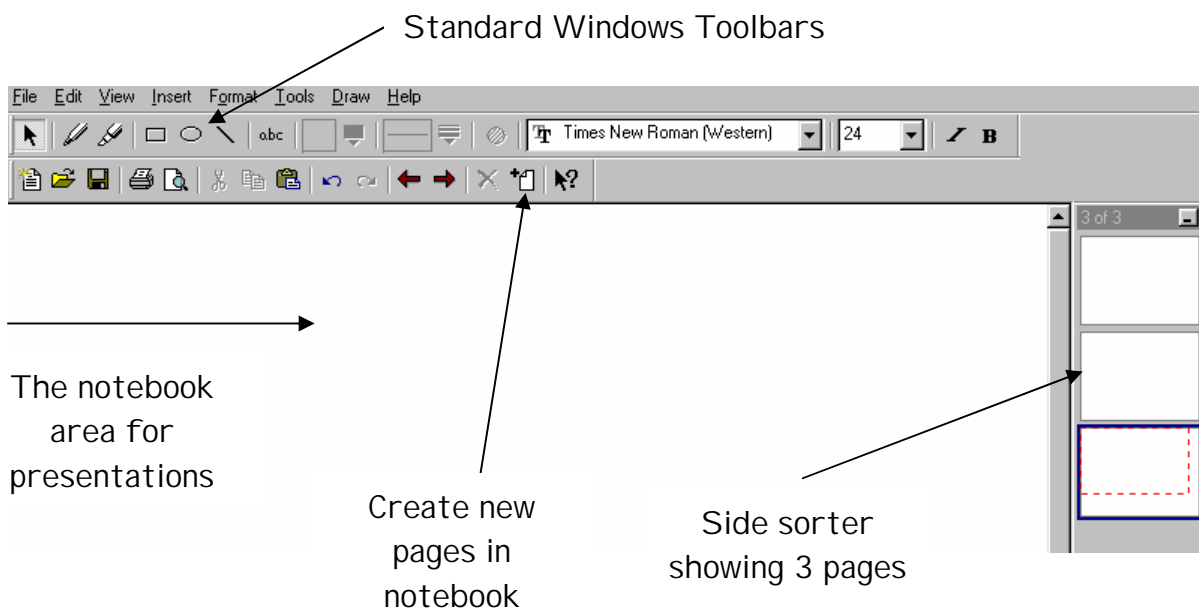 Standard Windows Toolbars
File Edit View Insert Format Tools Draw Help
abc Times New Roman (Western) 24 I B
3 of 3
The notebook
area for
presentations
Create new
pages in
notebook
Side sorter
showing 3 pages